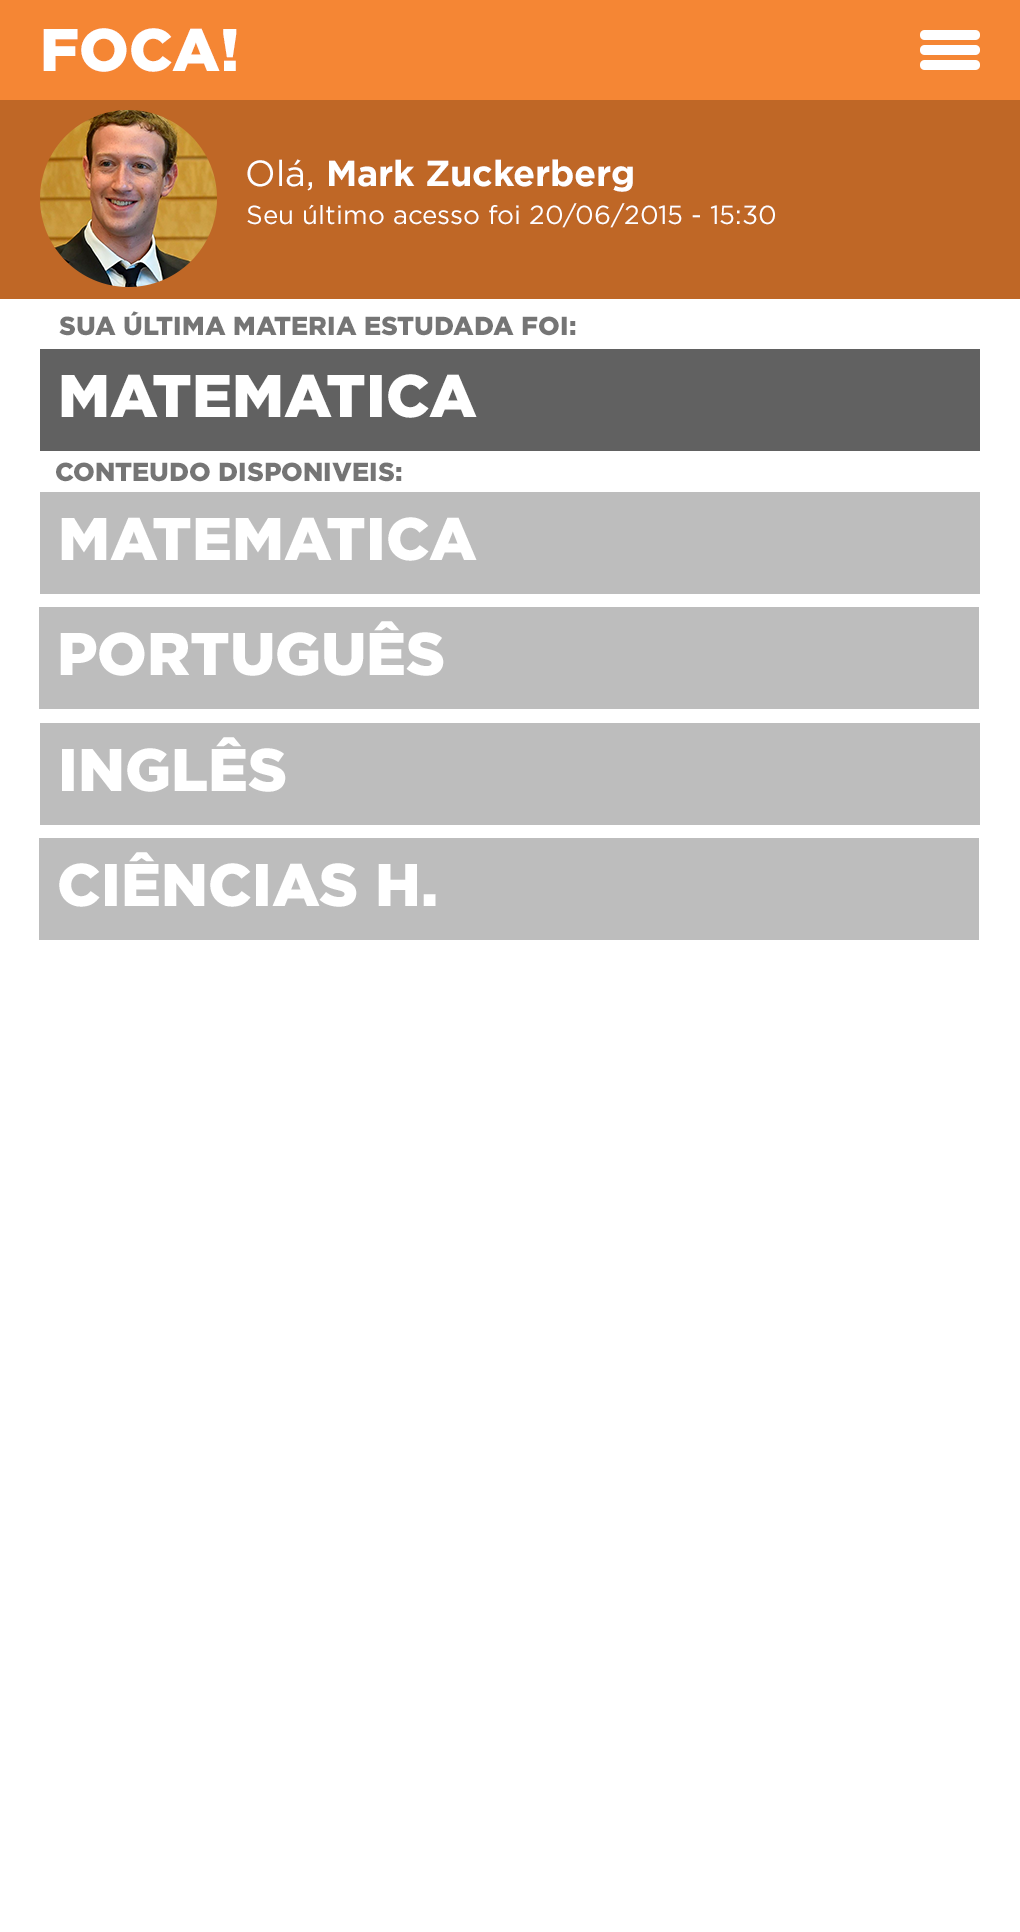 FOCA!
Olá, Mark Zuckerberg
Seu último acesso foi 20/06/2015 - 15:30
SUA ÚLTIMA MATERIA ESTUDADA FOI:
MATEMATICA
CONTEUDO DISPONIVEIS:
MATEMATICA
PORTUGUÊS
INGLÊS
CIÊNCIAS H.